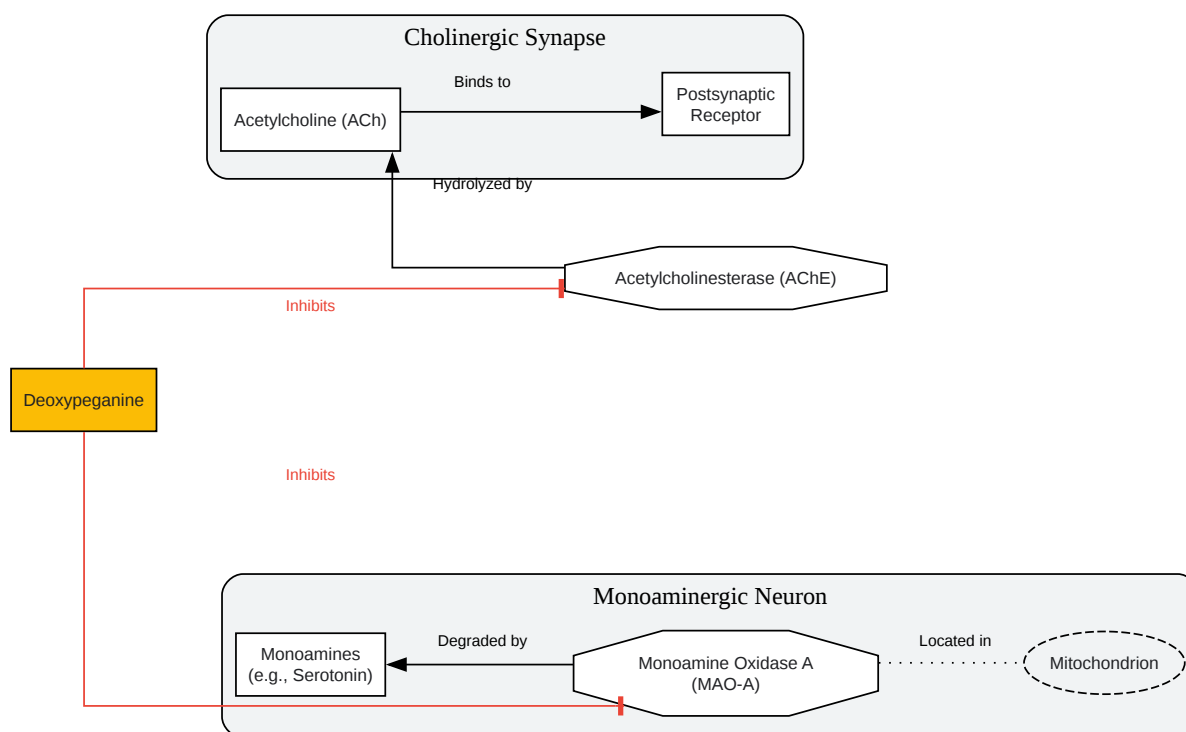 Cholinergic Synapse
Binds to
Acetylcholine (ACh)
Postsynaptic
Receptor
Hydrolyzed by
Acetylcholinesterase (AChE)
Inhibits
Deoxypeganine
Inhibits
Monoaminergic Neuron
Monoamines
(e.g., Serotonin)
Degraded by
Monoamine Oxidase A
(MAO-A)
Located in
Mitochondrion